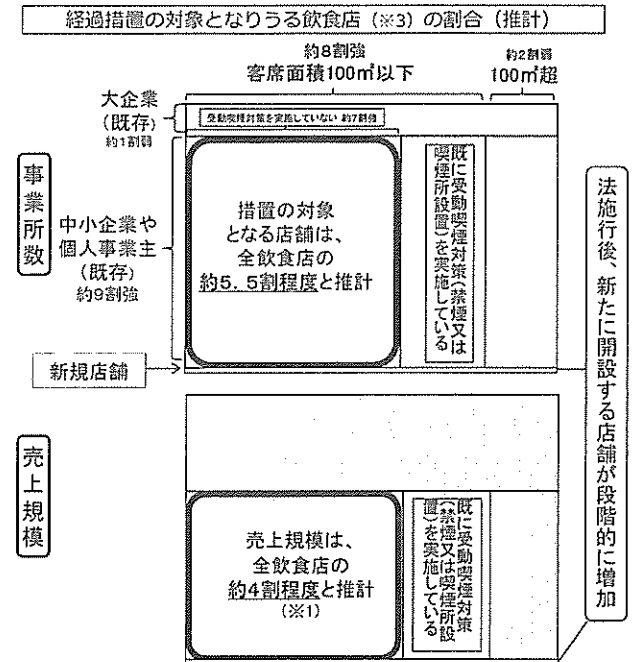 経過措置の対象となりうる飲食店（※3）の割合（推計）
約8割強
客席面積100㎡以下
約2割弱
100㎡超
大企業
（既存）
約1割弱
受動喫煙対策を実施していない 約7割強
事業所数
中小企業や
個人事業主
（既存）
約9割強
措置の対象
となる店舗は、
全飲食店の
約5．5割程度と推計
既に受動喫煙対策（禁煙又は
喫煙所設置）を実施している
新規店舗
法施行後、新たに開設する店舗が段階的に増加
売上規模
売上規模は、
全飲食店の
約4割程度と推計
（※1）
既に受動喫煙対策
（禁煙又は喫煙所設
置）を実施している